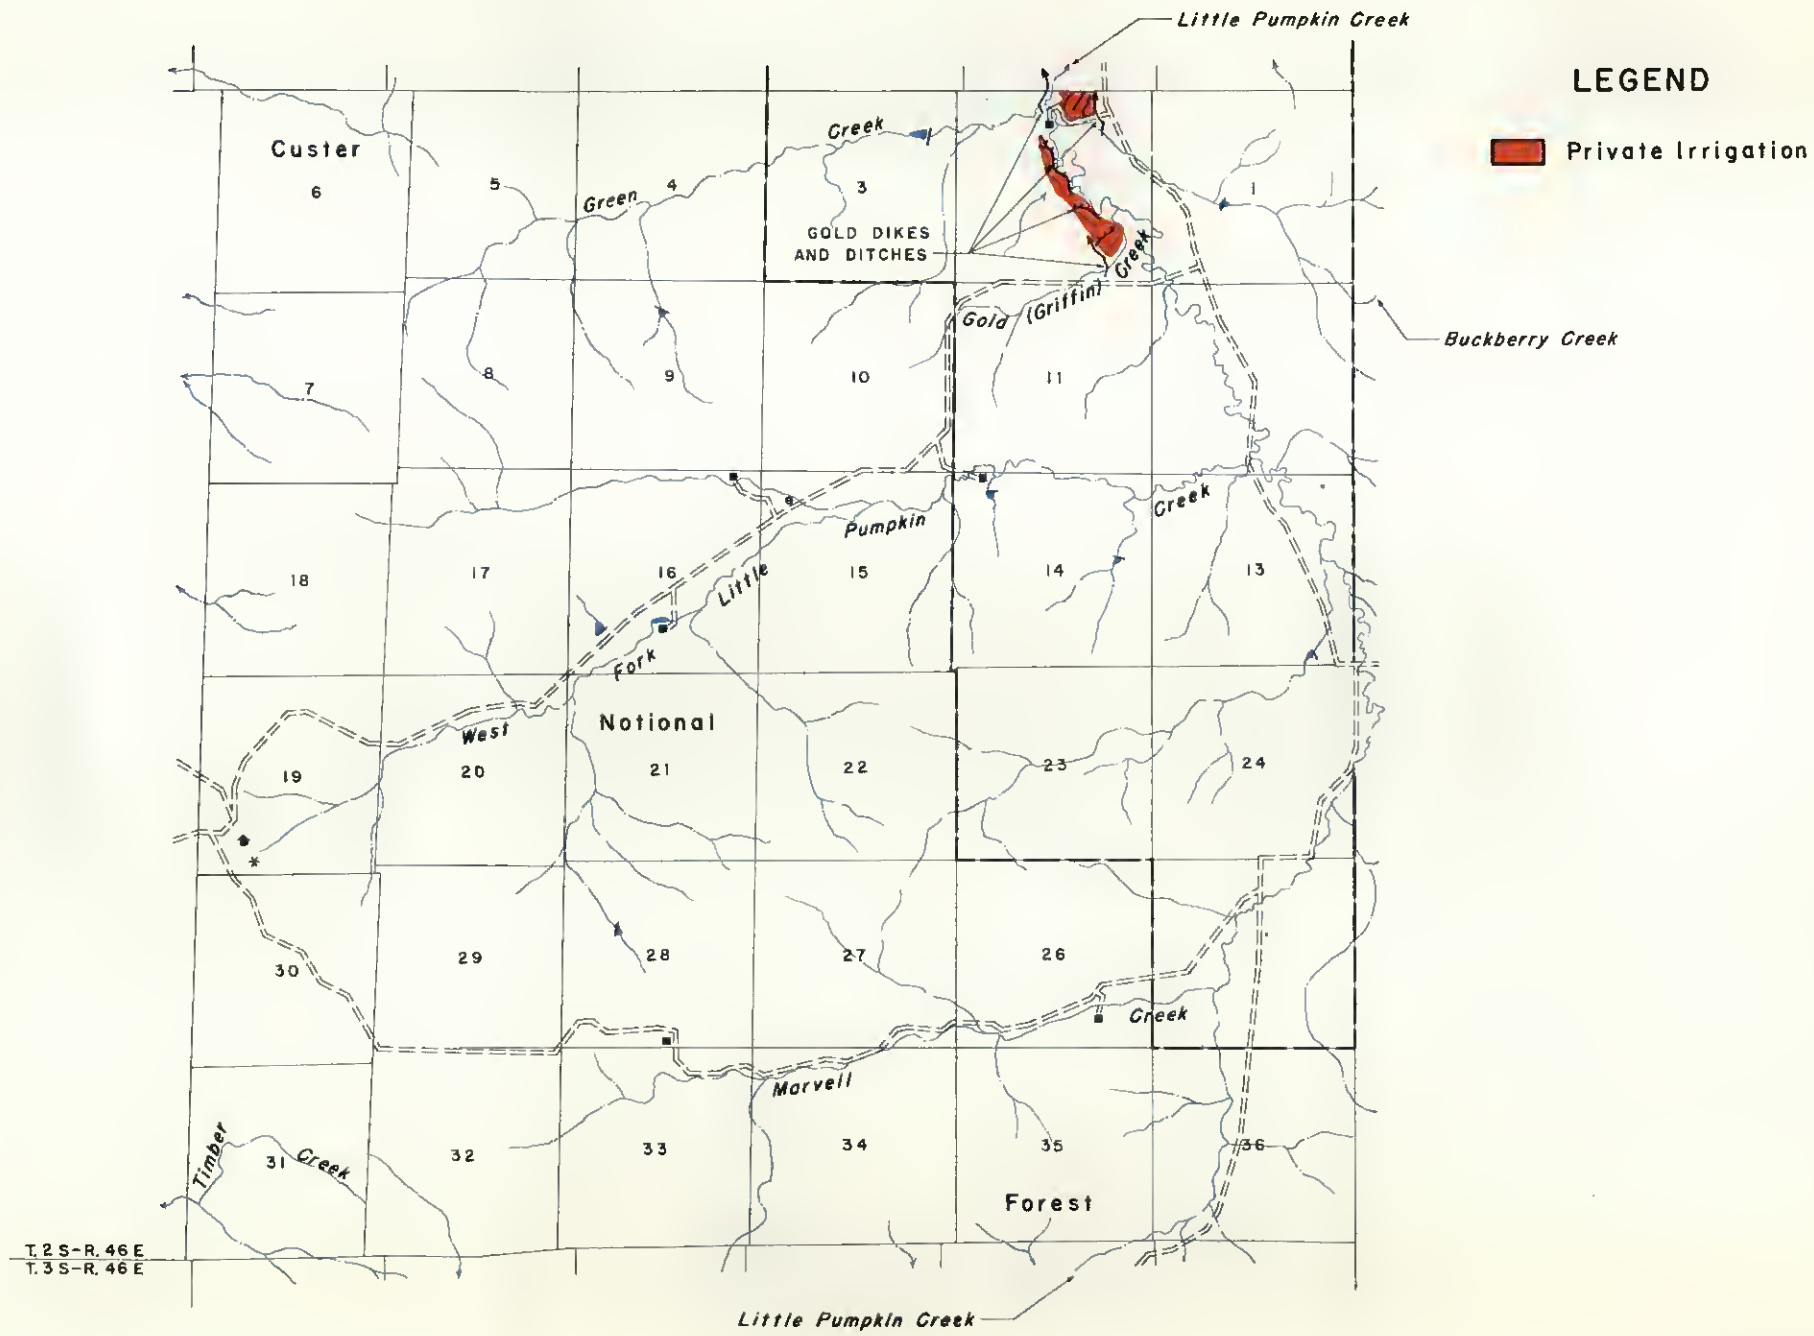 Little Pumpkin Creek
LEGEND
Private Irrigation
Custer
Creek
6
5
4
3
1
Green
GOLD DIKES
AND DITCHES
Creek
Gold (Griffin)
Buckberry Creek
7
8
9
10
11
Creek
Pumpkin
18
17
16
Little
15
14
13
Fork
West
Notional
19
20
21
22
23
24
30
29
28
27
26
Creek
Marvell
Timber
31
Creek
32
33
34
35
36
Forest
T. 2 S-R. 46 E
T. 3 S-R. 46 E
Little Pumpkin Creek